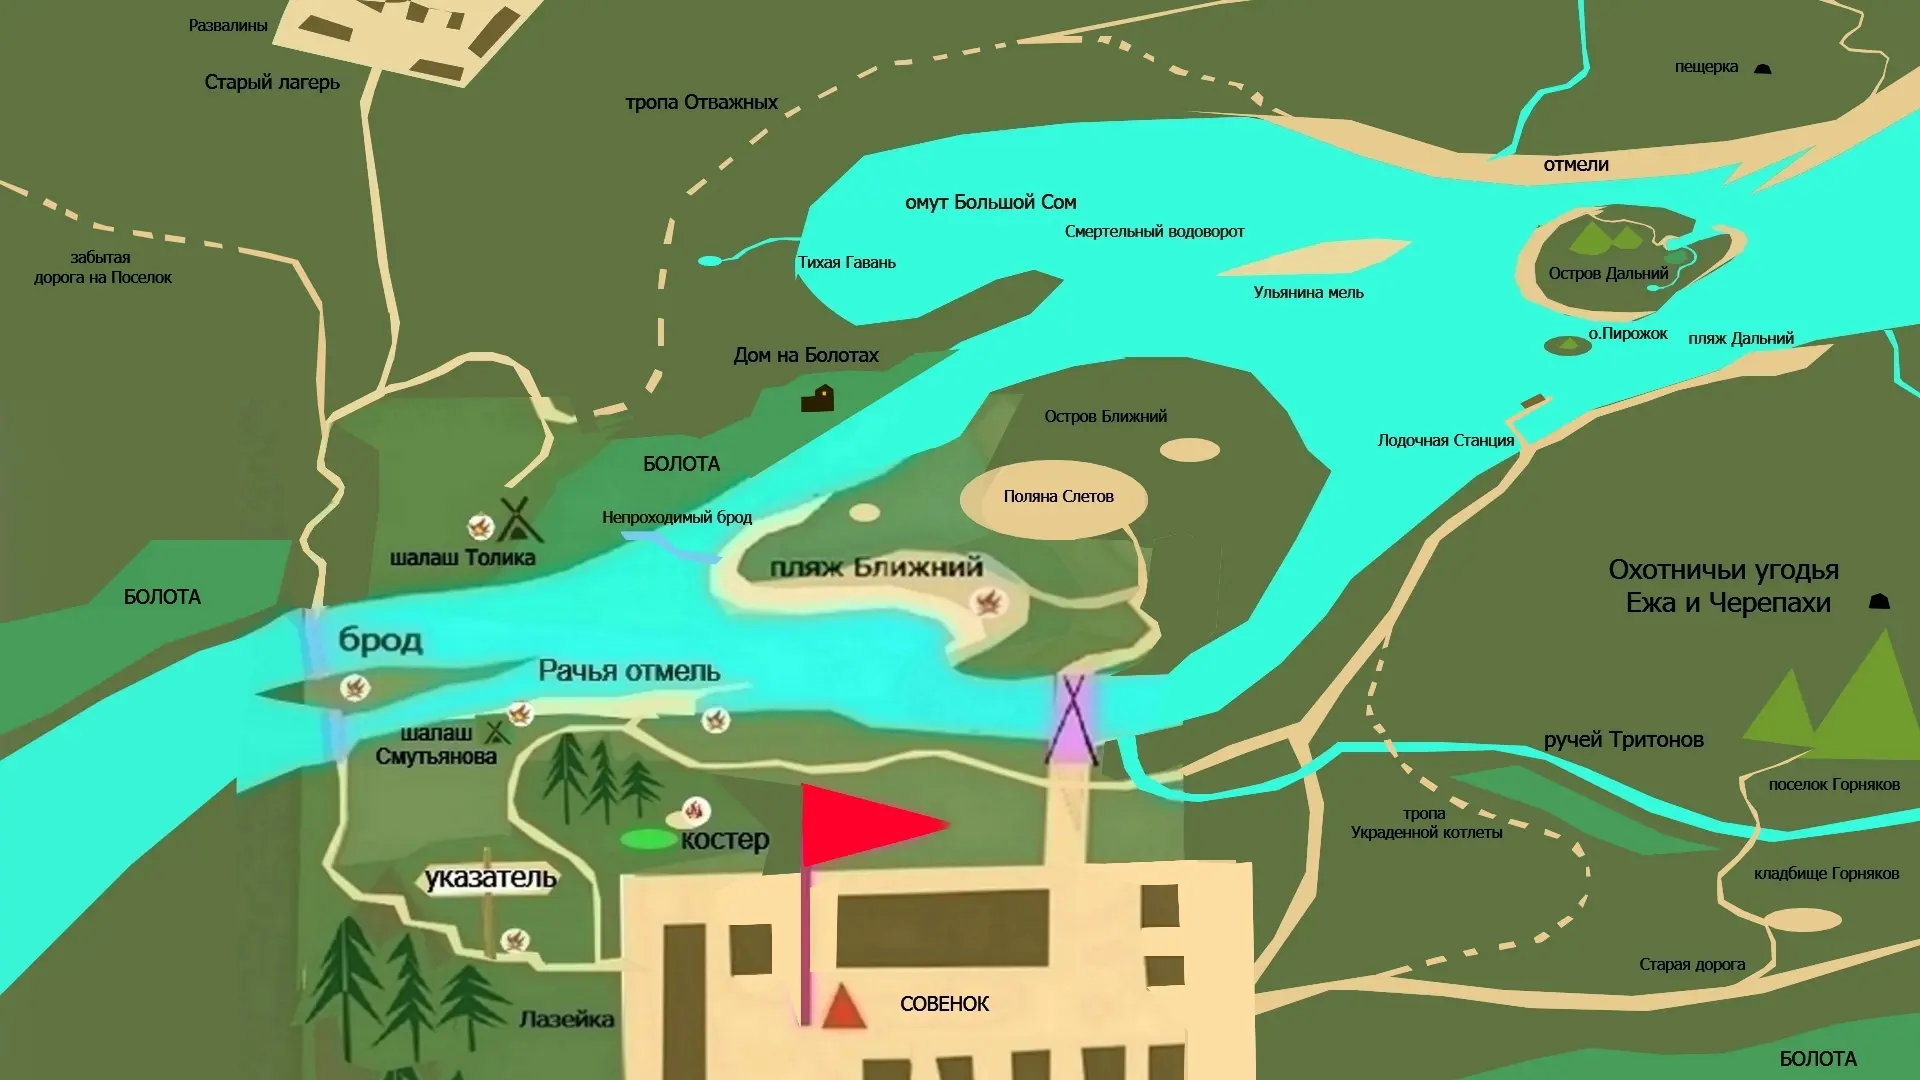 Развалины
Старый лагерь
пещерка
тропа Отважных
отмели
омут Большой Сом
Смертельный водоворот
забытая
дорога на Поселок
Тихая Гавань
Ульянина мель
Остров Дальний
о.Пирожок
пляж Дальний
Дом на Болотах
Остров Ближний
Лодочная Станция
БОЛОТА
Поляна Слетов
Непроходимый брод
шалаш Толика
пляж Ближний
Охотничьи угодья
Ежа и Черепахи
БОЛОТА
брод
Рачья отмель
шалаш
Смутьянова
ручей Тритонов
поселок Горняков
тропа
Украденной котлеты
костер
указатель
кладбище Горняков
Старая дорога
СОВЕНОК
Лазейка
БОЛОТА